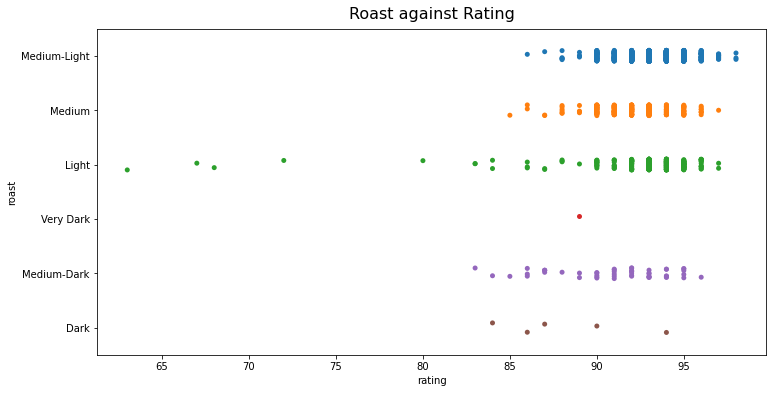 Roast against Rating
Medium-Light
Medium
Light
Very Dark
Medium-Dark
Dark
roast
65 70 75 80 85 90 95
rating